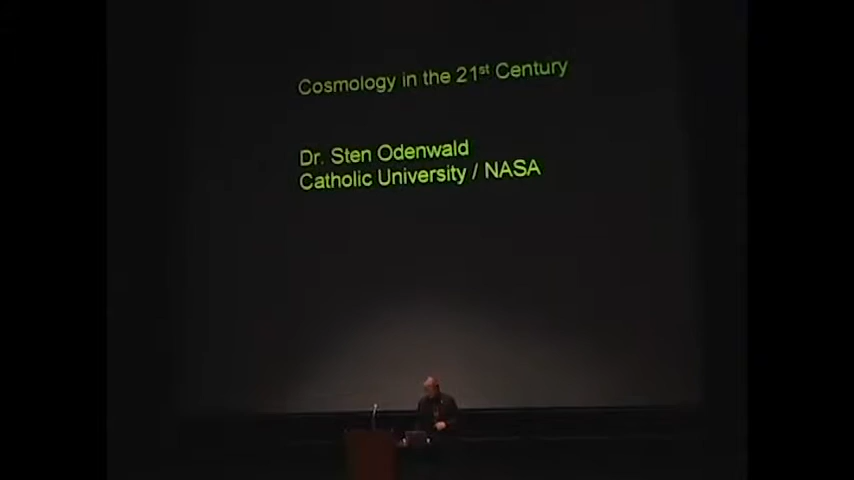 Cosmology in the 21st Century
Dr. Sten Odenwald
Catholic University / NASA